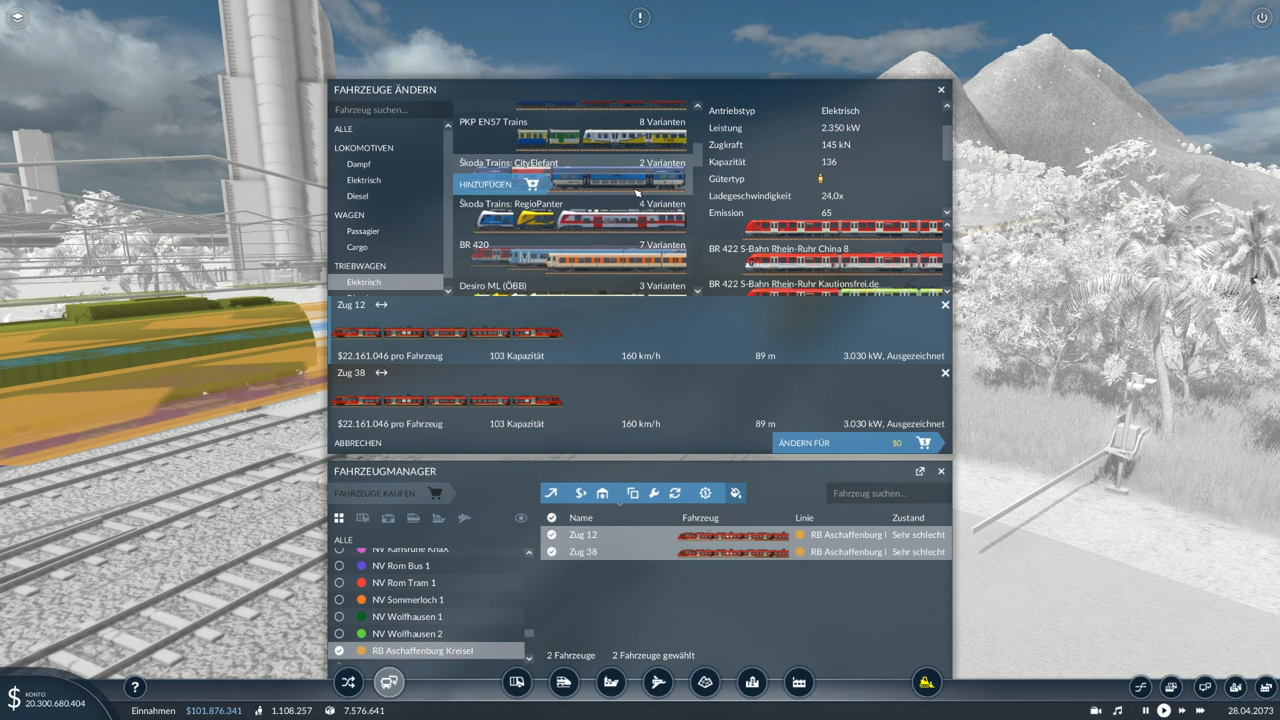 FAHRZEUGE ÄNDERN
Fahrzeug suchen...
ALLE
LOKOMOTIVEN
Dampf
Elektrisch
Diesel
WAGEN
Passagier
Cargo
TRIEBWAGEN
Elektrisch
PKP EN57 Trains 8 Varianten
Škoda Trains: CityElefant 2 Varianten
HINZUFÜGEN
Škoda Trains: RegioPanter 4 Varianten
BR 420 7 Varianten
Desiro ML (ÖBB) 3 Varianten
Antriebstyp Elektrisch
Leistung 2.350 kW
Zugkraft 145 kN
Kapazität 136
Gütertyp
Ladegeschwindigkeit 24,0x
Emission 65
BR 422 S-Bahn Rhein-Ruhr China 8
BR 422 S-Bahn Rhein-Ruhr Kautionsfrei.de
Zug 12
$22.161.046 pro Fahrzeug 103 Kapazität 160 km/h 89 m 3.030 kW, Ausgezeichnet
Zug 38
$22.161.046 pro Fahrzeug 103 Kapazität 160 km/h 89 m 3.030 kW, Ausgezeichnet
ABBRECHEN
ÄNDERN FÜR $0
FAHRZEUGMANAGER
FAHRZEUGE KAUFEN
Fahrzeug suchen...
ALLE
NV Karlsruhe KnaX
NV Rom Bus 1
NV Rom Tram 1
NV Sommerloch 1
NV Wolfhausen 1
NV Wolfhausen 2
RB Aschaffenburg Kreisel
Name Fahrzeug Linie Zustand
Zug 12 RB Aschaffenburg Sehr schlecht
Zug 38 RB Aschaffenburg Sehr schlecht
2 Fahrzeuge 2 Fahrzeuge gewählt
$ KONTO
20.300.680.404
?
Einnahmen $101.876.341 1.108.257 7.576.641
28.04.2073